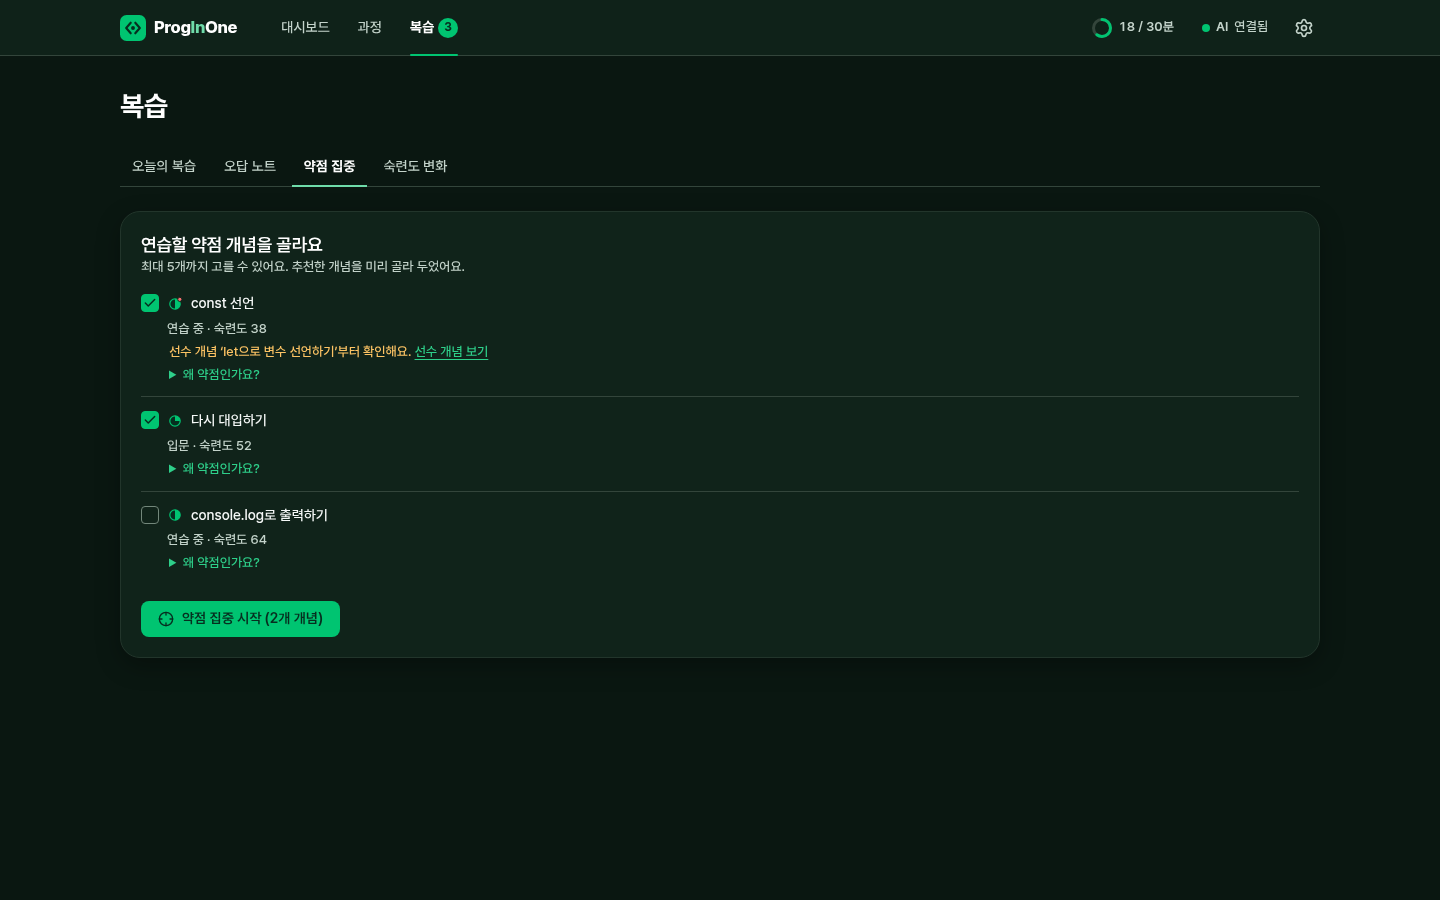 ProgInOne
대시보드
과정
복습 3
18 / 30분
AI 연결됨
복습
오늘의 복습
오답 노트
약점 집중
숙련도 변화
연습할 약점 개념을 골라요
최대 5개까지 고를 수 있어요. 추천한 개념을 미리 골라 두었어요.
const 선언
연습 중 · 숙련도 38
선수 개념 ‘let으로 변수 선언하기’부터 확인해요. 선수 개념 보기
왜 약점인가요?
다시 대입하기
입문 · 숙련도 52
왜 약점인가요?
console.log로 출력하기
연습 중 · 숙련도 64
왜 약점인가요?
약점 집중 시작 (2개 개념)